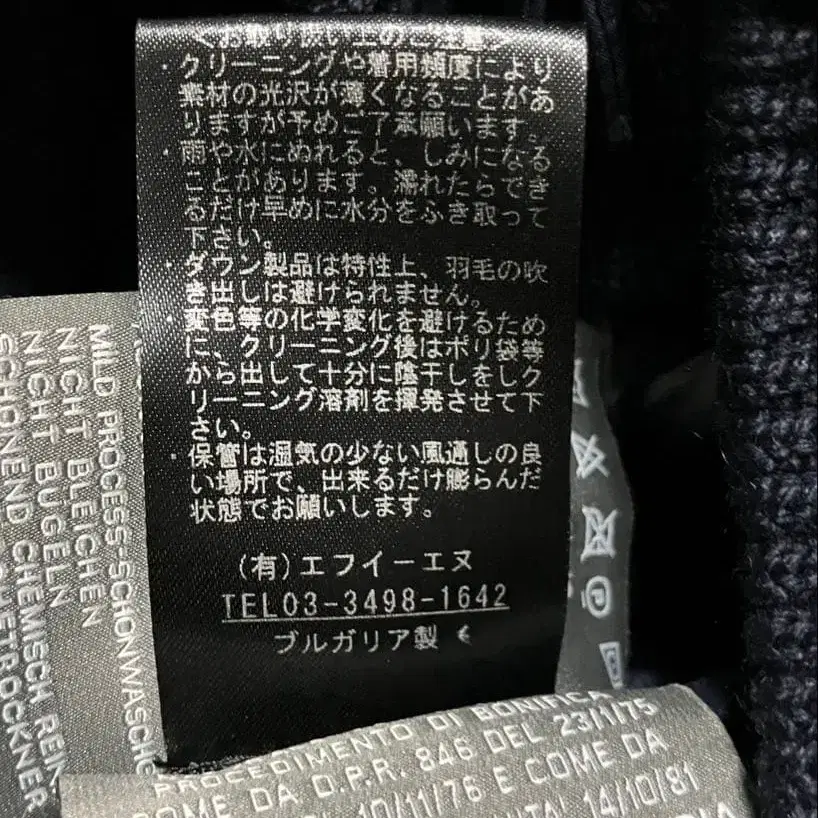 <お取り扱い上のご注意>
・クリーニングや着用頻度により
素材の光沢が薄くなることがあ
りますが予めご了承願います。
・雨や水にぬれると、しみになる
ことがあります。濡れたらでき
るだけ早めに水分をふき取って
下さい。
・ダウン製品は特性上、羽毛の吹
き出しは避けられません。
・変色等の化学変化を避けるため
に、クリーニング後はポリ袋等
から出して十分に陰干しをしク
リーニング溶剤を揮発させて下
さい。
・保管は湿気の少ない風通しの良
い場所で、出来るだけ膨らんだ
状態でお願いします。
(有)エフイーエヌ
TEL03-3498-1642
ブルガリア製
MILD PROCESS-SCHONWASCHG
NICHT BLEICHEN
NICHT BUGELN
SCHONEND CHEMISCH REIN
ETROCKNER
PROCEDIMENTO DI BONIFICA
COME DA D.P.R. 846 DEL 23/1/75
10/11/76 E COME DA
14/10/81